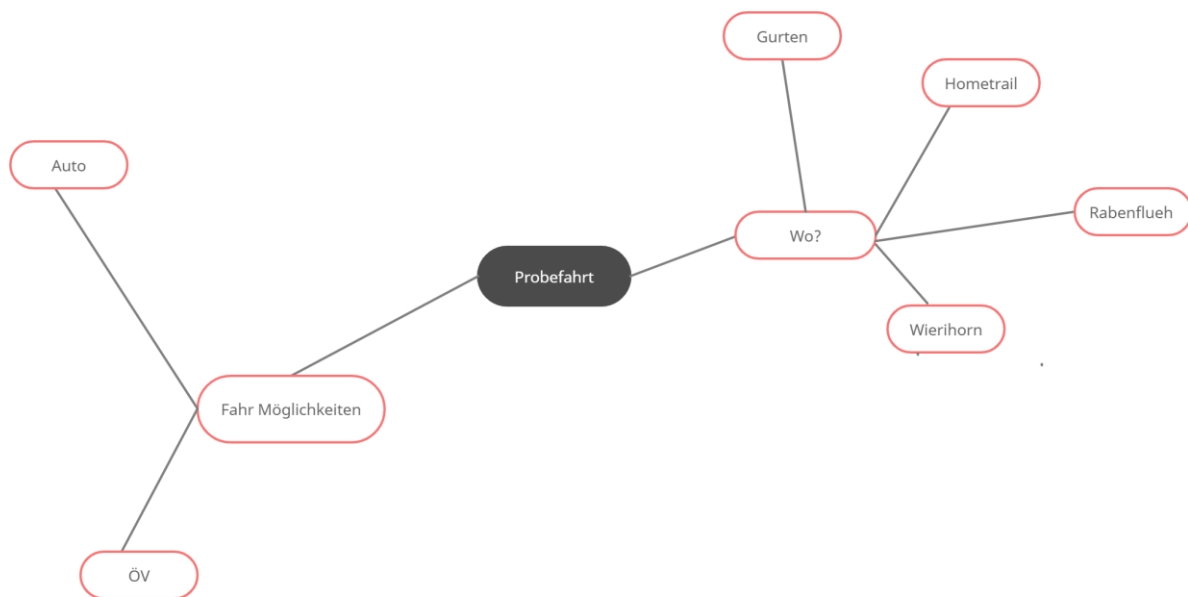 Gurten
Hometrail
Auto
Rabenflueh
Wo?
Probefahrt
Wierihorn
Fahr Möglichkeiten
ÖV